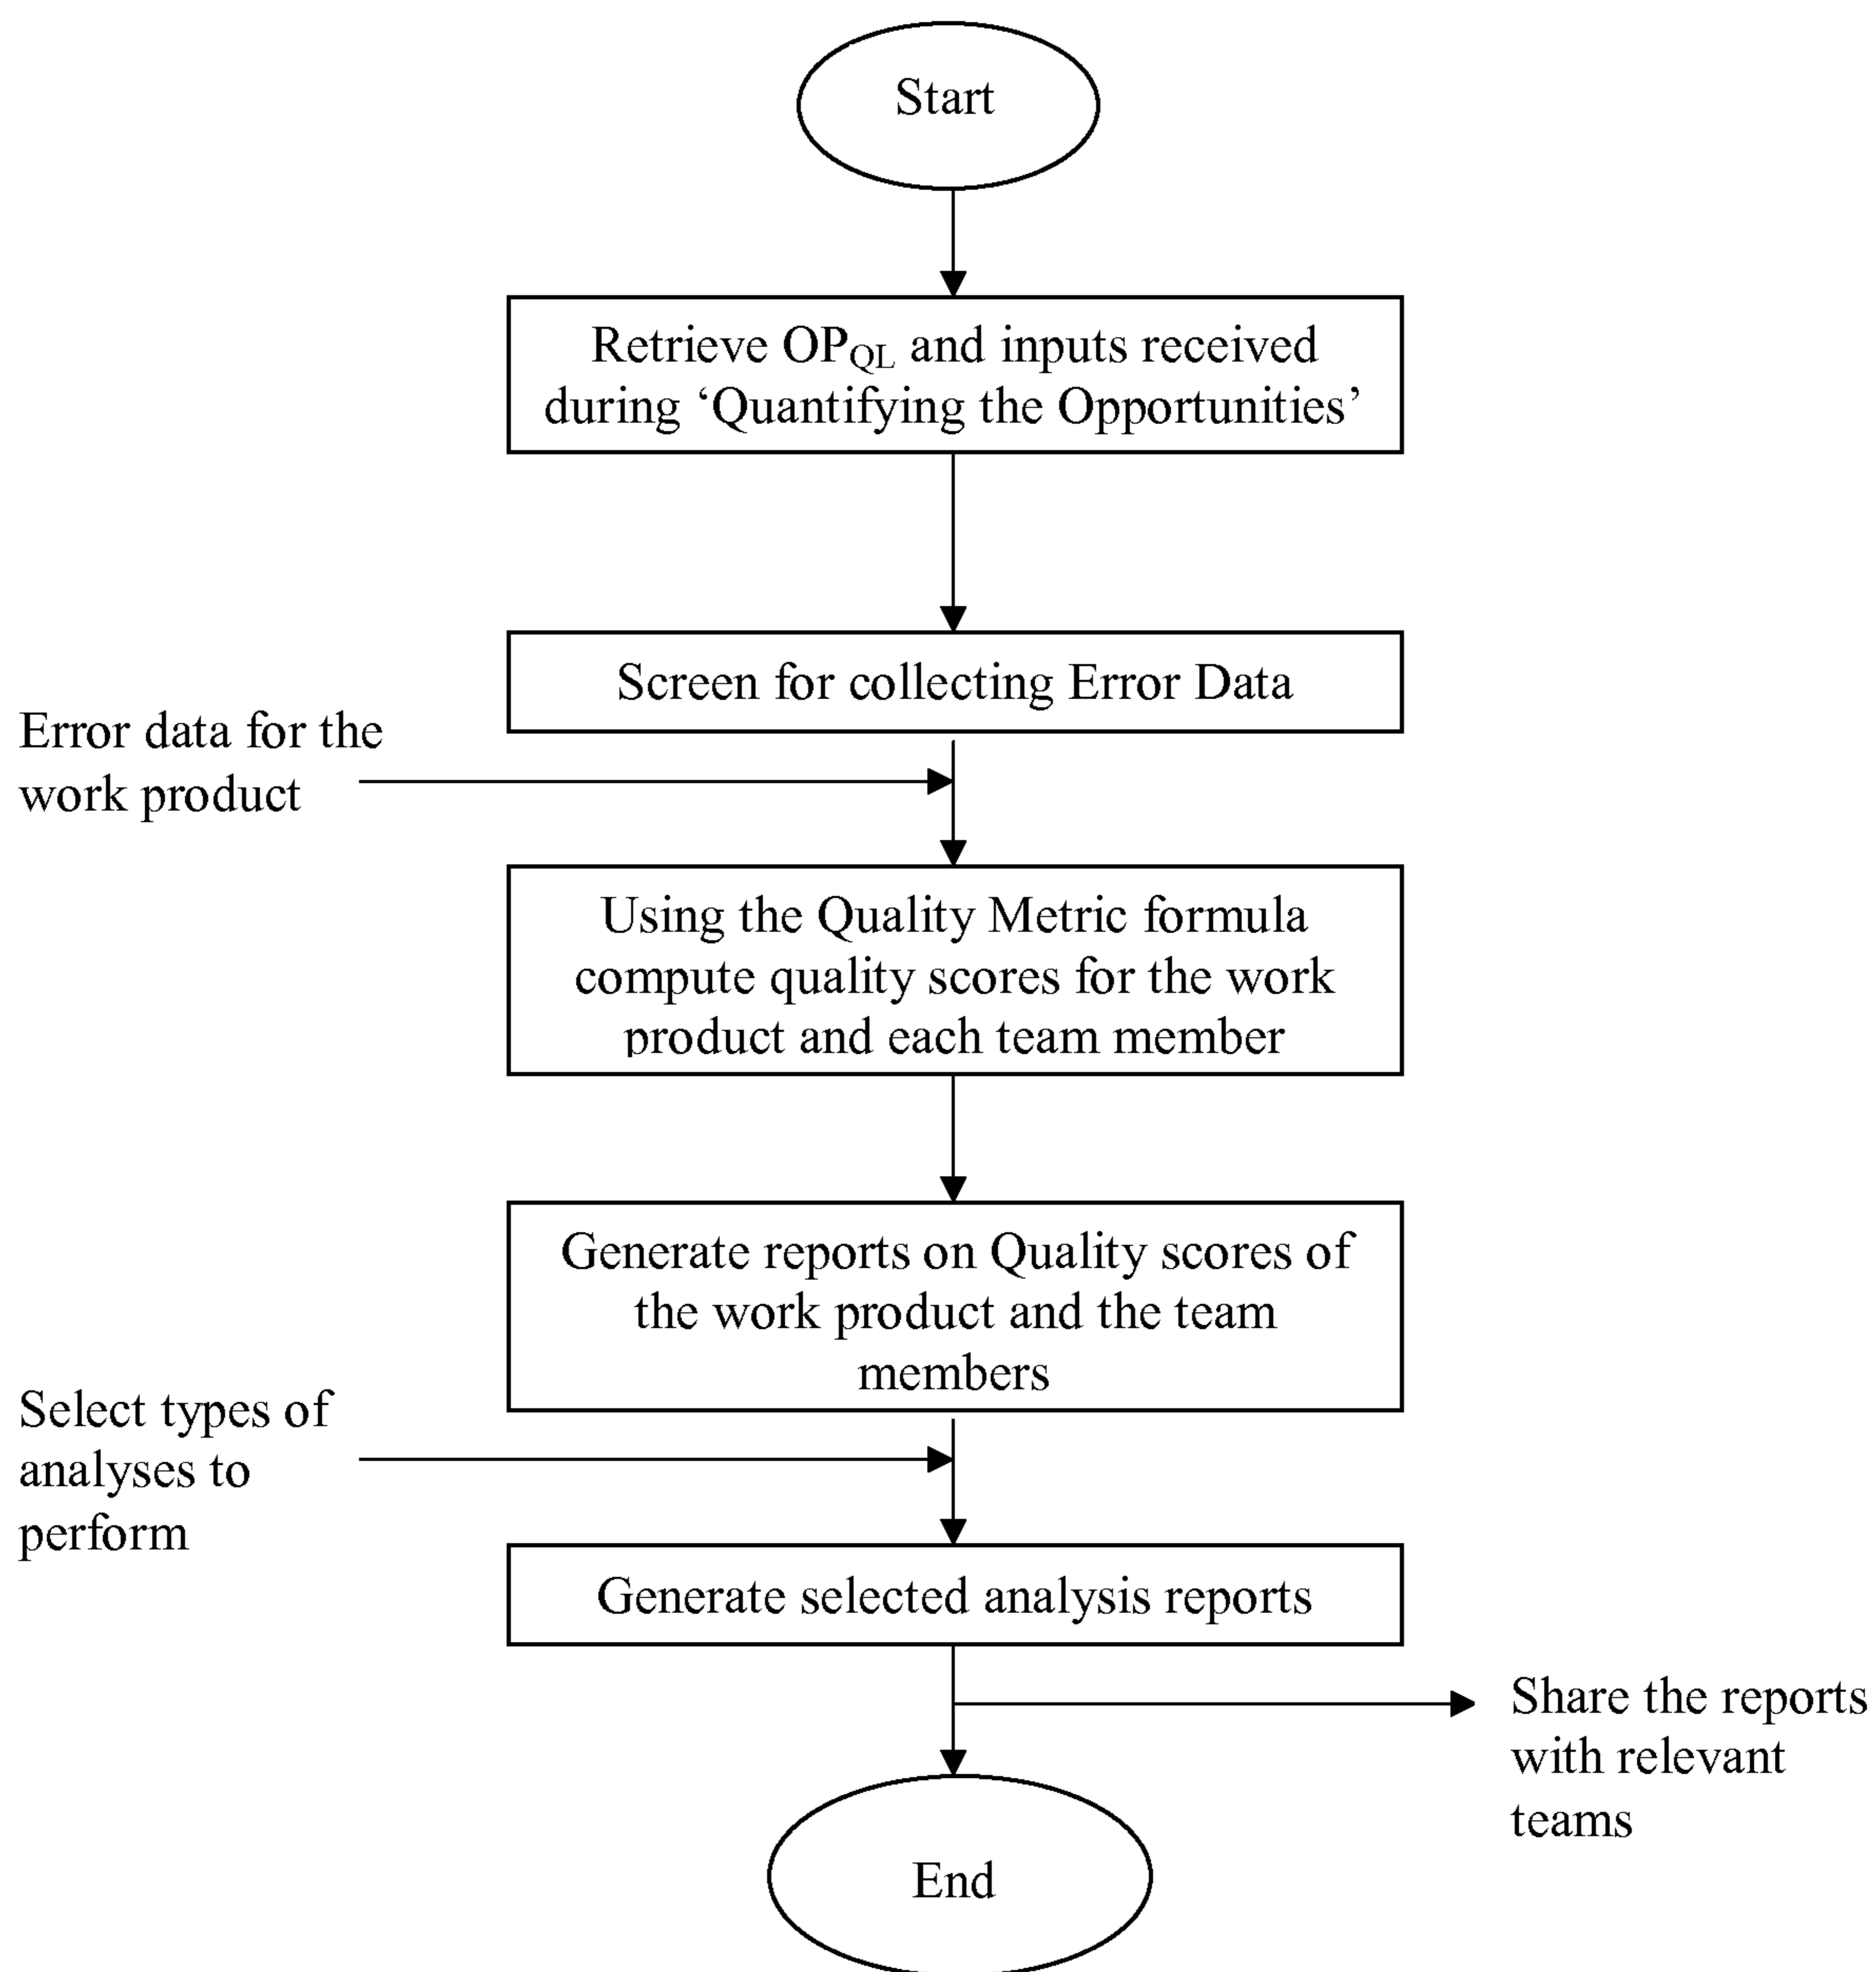 Start
Retrieve OPQL and inputs received
during ‘Quantifying the Opportunities’
Screen for collecting Error Data
Error data for the
work product
Using the Quality Metric formula
compute quality scores for the work
product and each team member
Generate reports on Quality scores of
the work product and the team
members
Select types of
analyses to
perform
Generate selected analysis reports
Share the reports
with relevant
teams
End